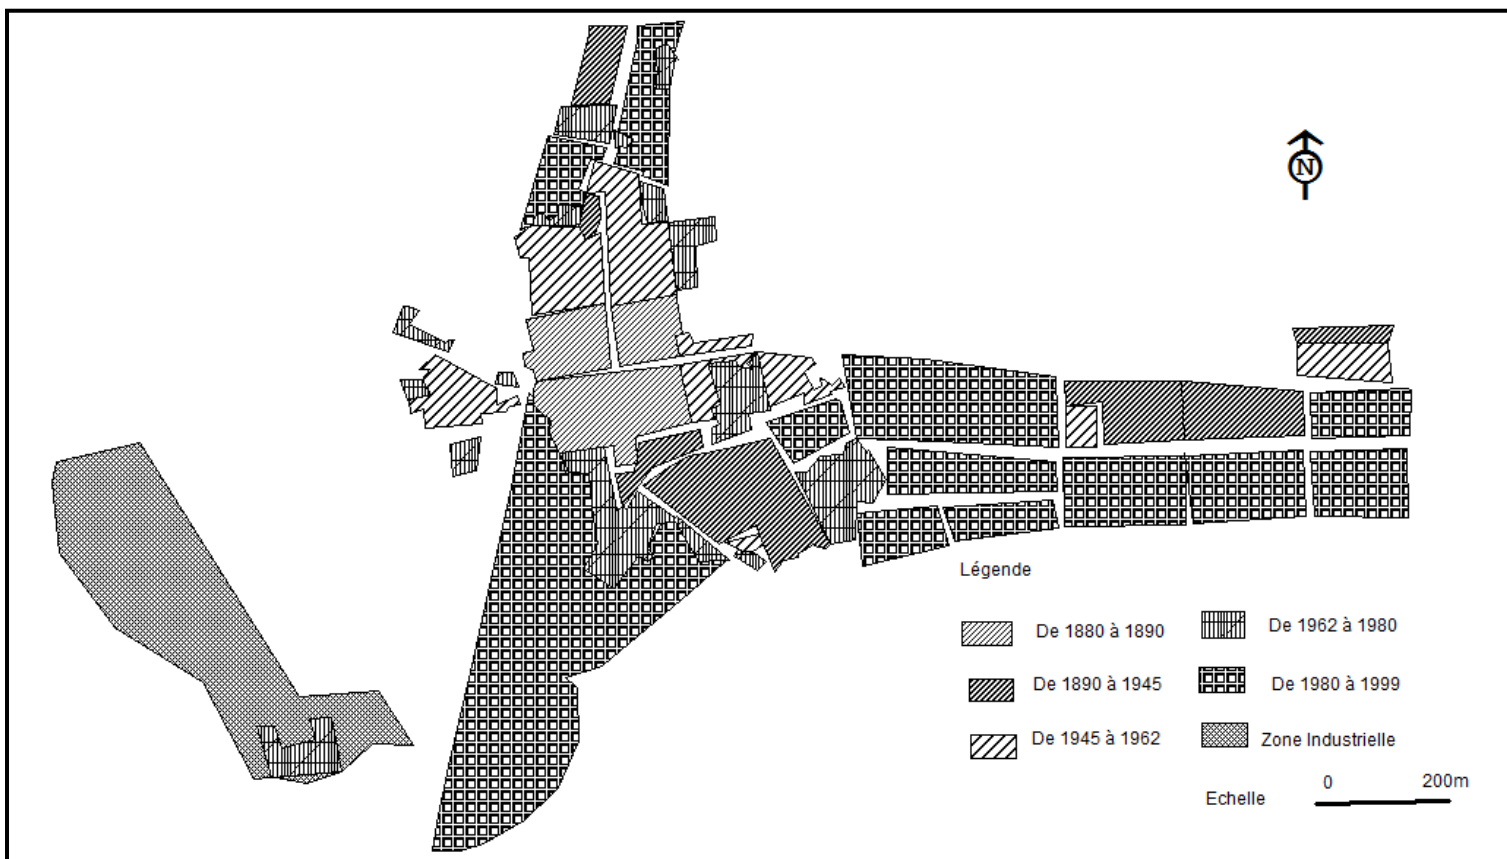 N
Légende
De 1880 à 1890
De 1962 à 1980
De 1890 à 1945
De 1980 à 1999
De 1945 à 1962
Zone Industrielle
Echelle
0 200m